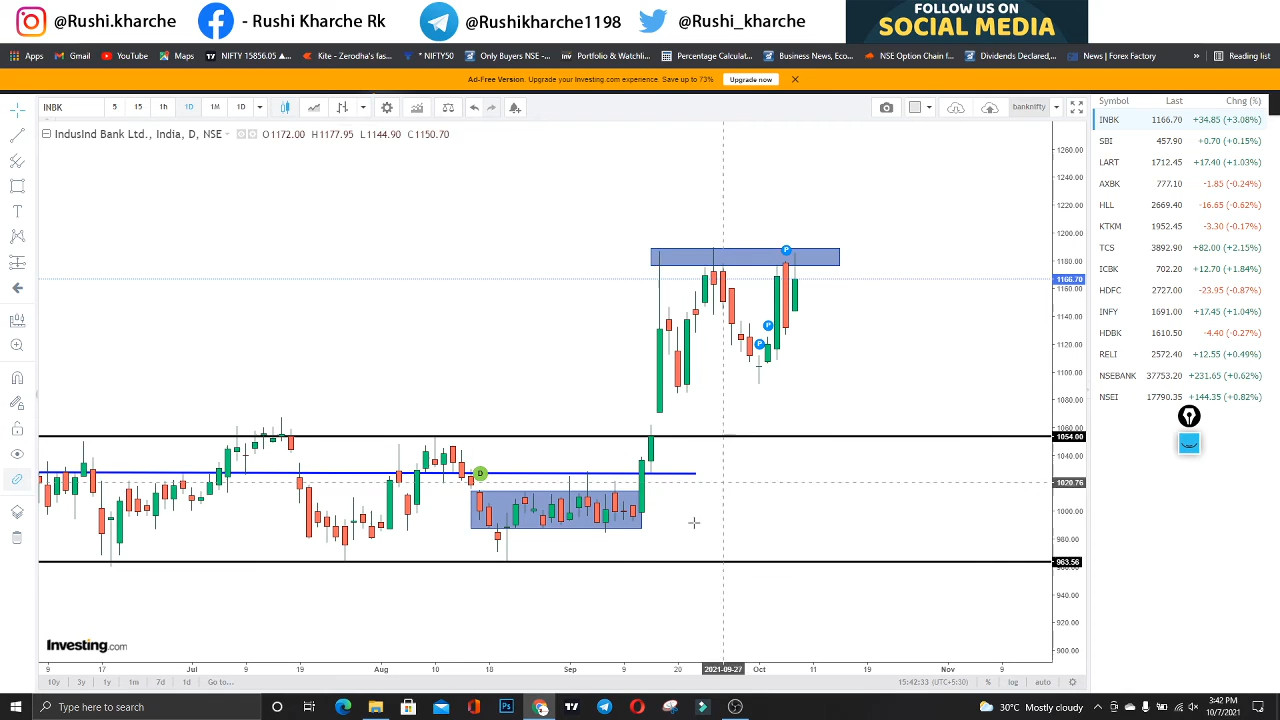 @Rushi.kharche - Rushi Kharche Rk @Rushikharche1198 @Rushi_kharche
FOLLOW US ON
SOCIAL MEDIA
Apps Gmail YouTube Maps NIFTY 15856.05 ▲... Kite - Zerodha's fas... * *NIFTY50 Only Buyers NSE -... Portfolio & Watchli... Percentage Calculat... Business News, Eco... NSE Option Chain f... Dividends Declared,... News | Forex Factory » Reading list
Ad-Free Version. Upgrade your Investing.com experience. Save up to 73% Upgrade now
INBK 5 15 1h 1D 1M 1D banknifty
IndusInd Bank Ltd., India, D, NSE O1172.00 H1177.95 L1144.90 C1150.70
Symbol Last Chng (%)
INBK 1166.70 +34.85 (+3.08%)
SBI 457.90 +0.70 (+0.15%)
LART 1712.45 +17.40 (+1.03%)
AXBK 777.10 -1.85 (-0.24%)
HLL 2669.40 -16.65 (-0.62%)
KTKM 1952.45 -3.30 (-0.17%)
TCS 3892.90 +82.00 (+2.15%)
ICBK 702.20 +12.70 (+1.84%)
HDFC 2727.00 -23.95 (-0.87%)
INFY 1691.00 +17.45 (+1.04%)
HDBK 1610.50 -4.40 (-0.27%)
RELI 2572.40 +12.55 (+0.49%)
NSEBANK 37753.20 +231.65 (+0.62%)
NSEI 17790.35 +144.35 (+0.82%)
1260.00
1240.00
1220.00
1200.00
1180.00
1166.70
1160.00
1140.00
1120.00
1100.00
1080.00
1060.00
1054.00
1040.00
1020.76
1000.00
980.00
963.56
940.00
920.00
900.00
P
P
P
D
Investing.com
9 17 Jul 9 19 Aug 10 18 Sep 9 20 2021-09-27 Oct 11 19 Nov 9
10y 3y 1y 1m 7d 1d Go to... 15:42:33 (UTC+5:30) % log auto
Type here to search
30°C Mostly cloudy
3:42 PM
10/7/2021